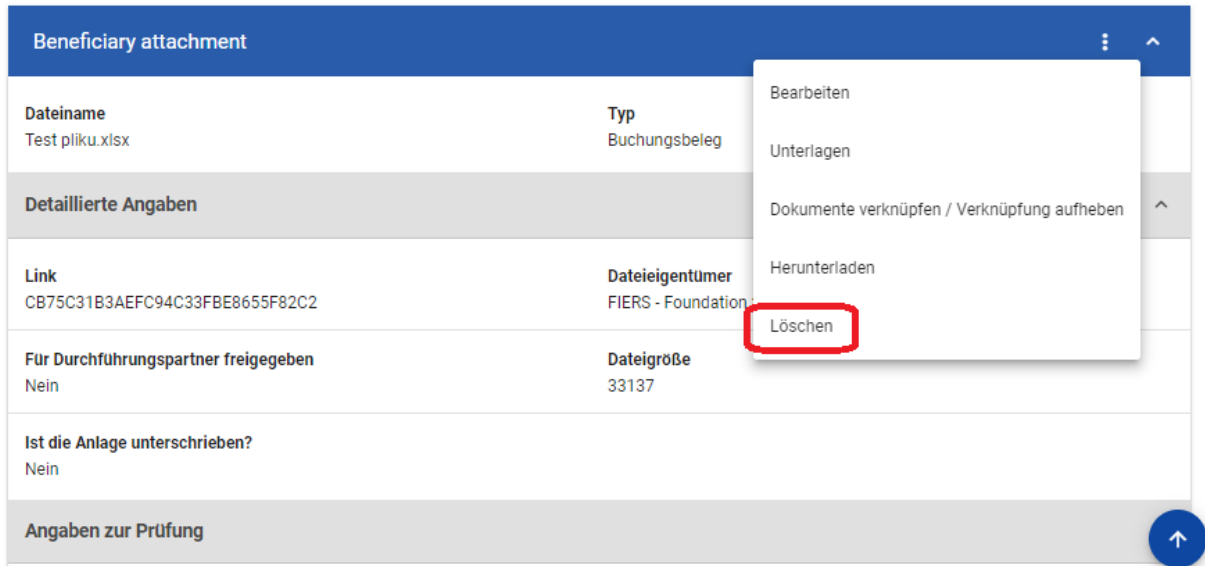 Beneficiary attachment
Bearbeiten
Unterlagen
Dokumente verknüpfen / Verknüpfung aufheben
Herunterladen
Löschen
Dateiname
Test pliku.xlsx
Typ
Buchungsbeleg
Detaillierte Angaben
Link
CB75C31B3AEFC94C33FBE8655F82C2
Dateieigentümer
FIERS - Foundation
Für Durchführungspartner freigegeben
Nein
Dateigröße
33137
Ist die Anlage unterschrieben?
Nein
Angaben zur Prüfung